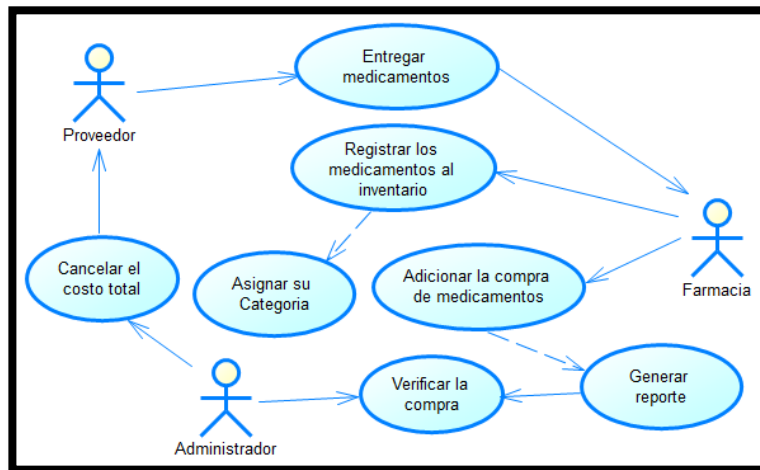 Entregar
medicamentos
Proveedor
Registrar los
medicamentos al
inventario
Cancelar el
costo total
Asignar su
Categoria
Adicionar la compra
de medicamentos
Farmacia
Verificar la
compra
Generar
reporte
Administrador